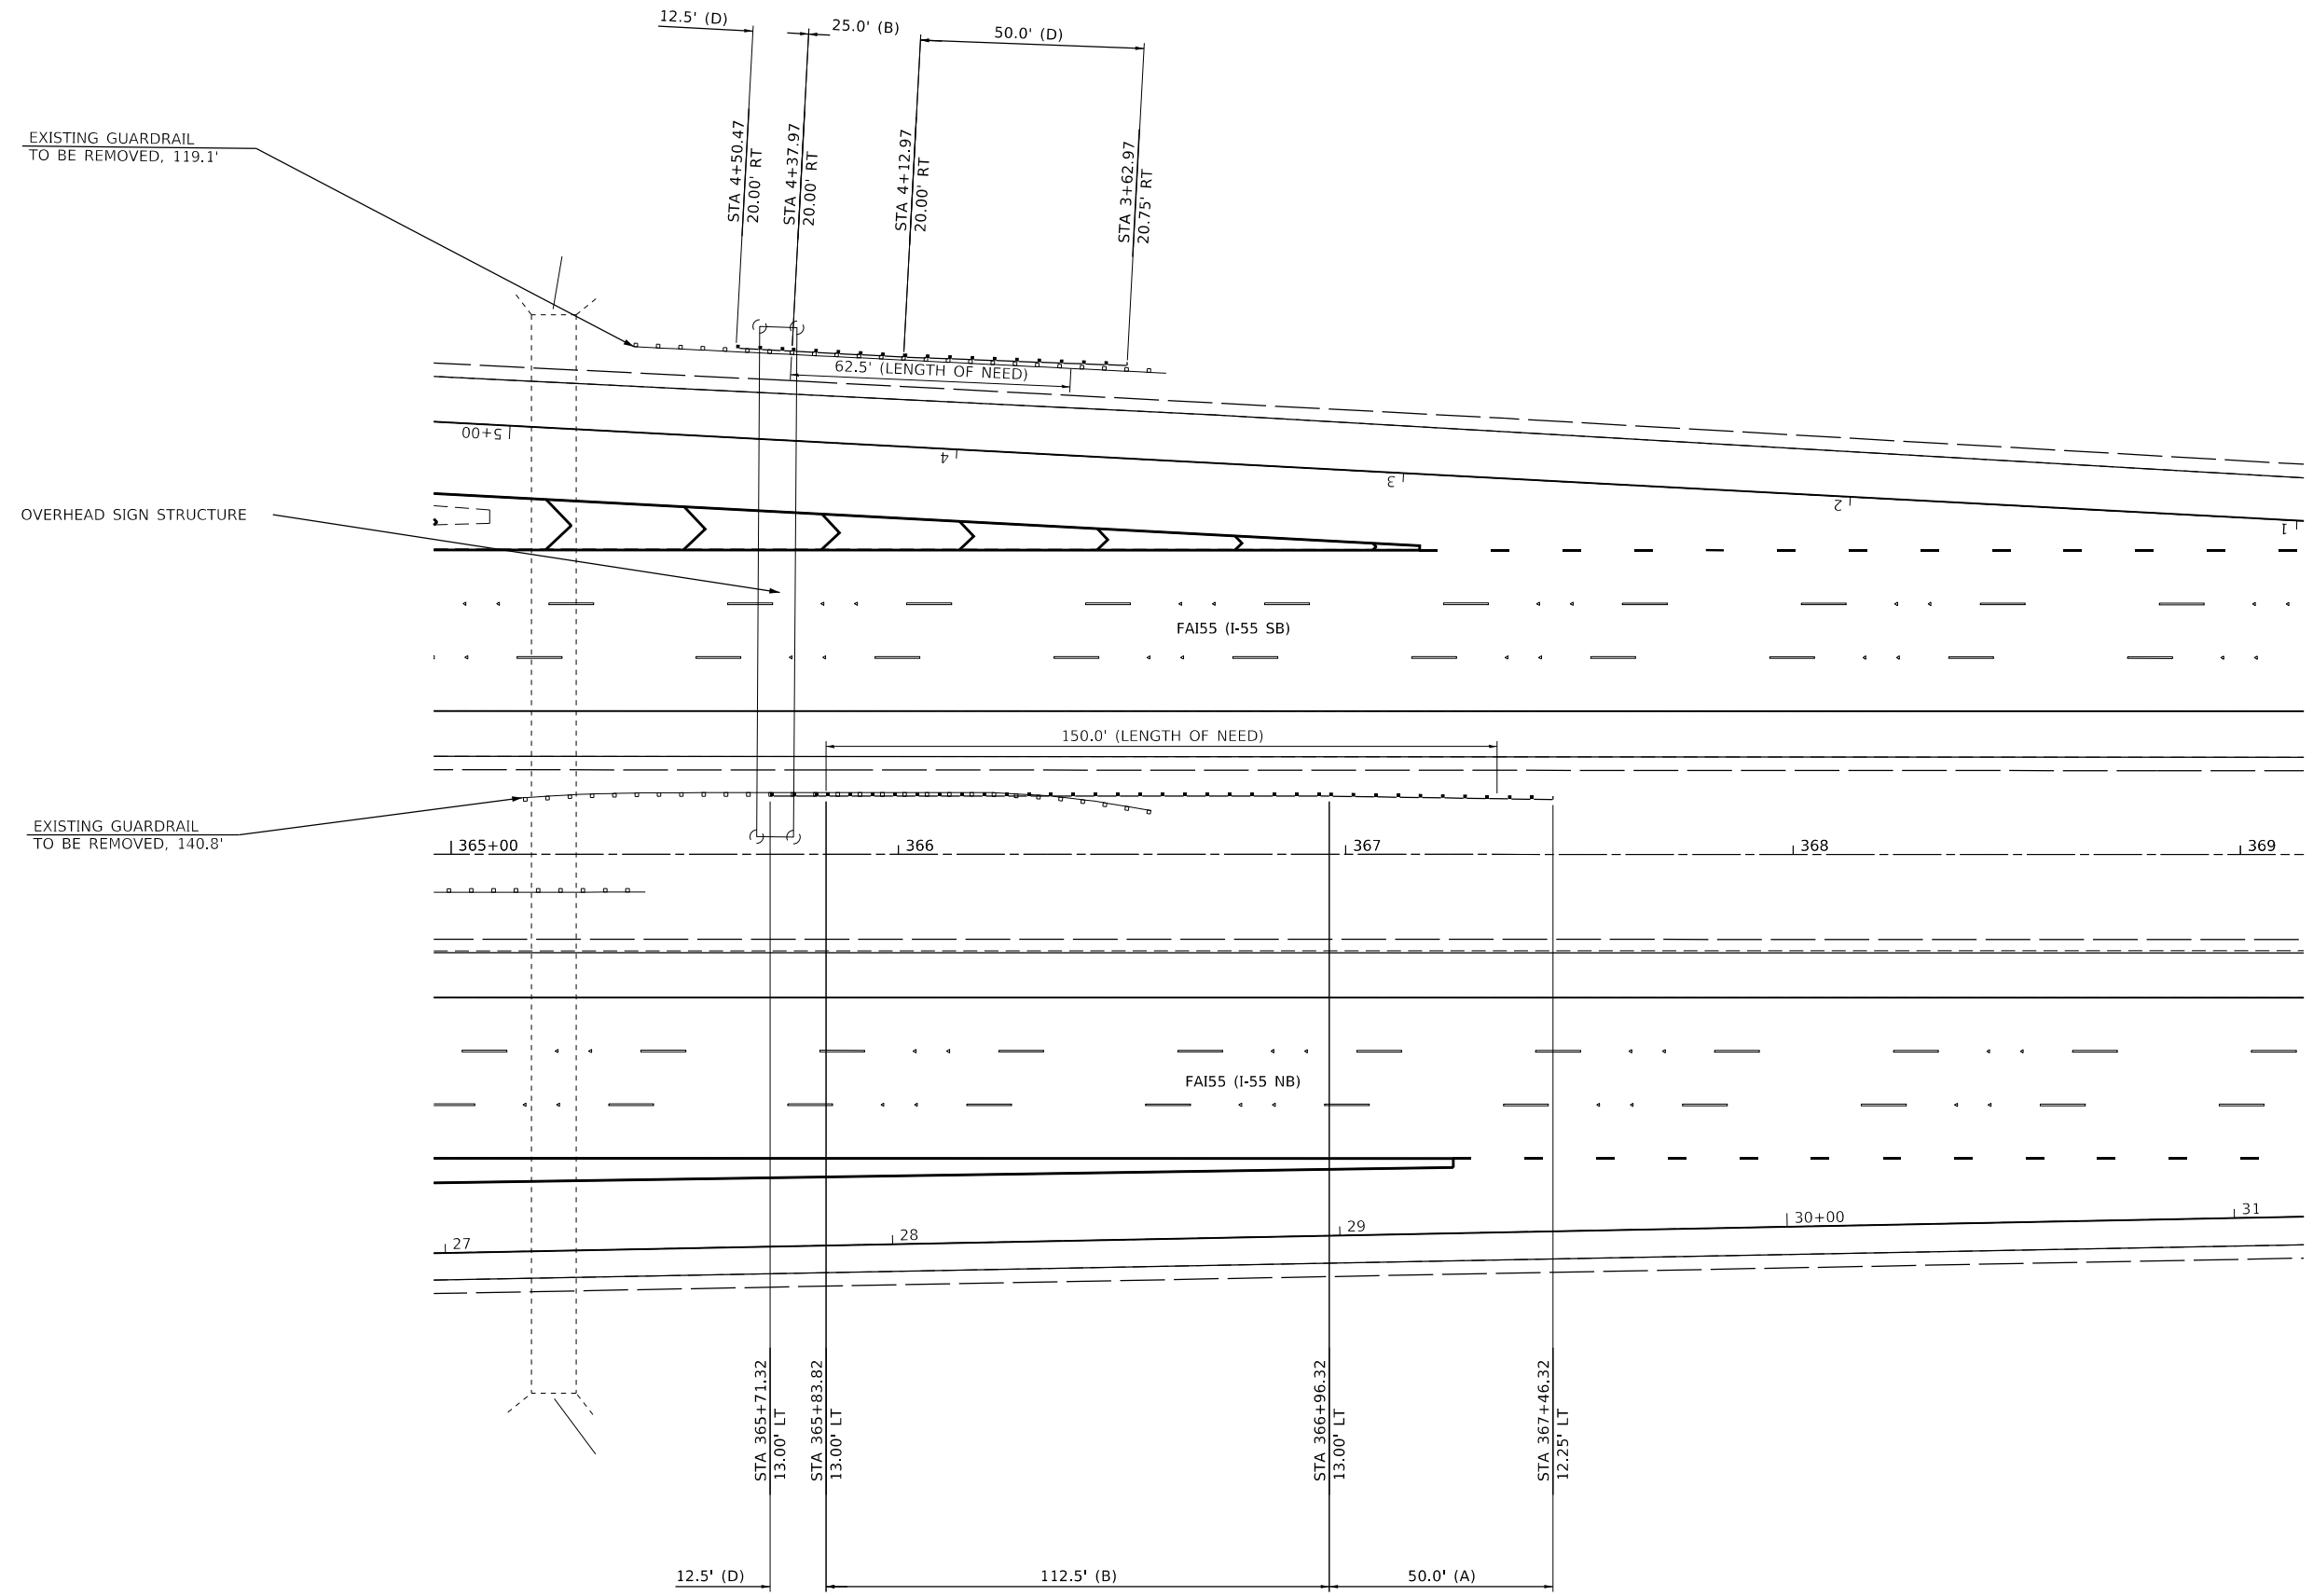 12.5' (D)
25.0' (B)
50.0' (D)
STA 4+50.47
20.00' RT
STA 4+37.97
20.00' RT
STA 4+12.97
20.00' RT
STA 3+62.97
20.75' RT
EXISTING GUARDRAIL
TO BE REMOVED, 119.1'
62.5' (LENGTH OF NEED)
5+00
4
3
2
1
OVERHEAD SIGN STRUCTURE
FAI55 (I-55 SB)
150.0' (LENGTH OF NEED)
EXISTING GUARDRAIL
TO BE REMOVED, 140.8'
365+00
366
367
368
369
FAI55 (I-55 NB)
27
28
29
30+00
31
STA 365+71.32
13.00' LT
STA 365+83.82
13.00' LT
STA 366+96.32
13.00' LT
STA 367+46.32
12.25' LT
12.5' (D)
112.5' (B)
50.0' (A)